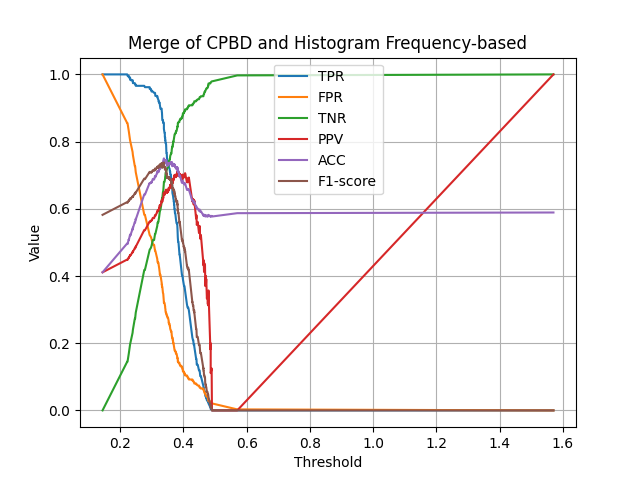 Merge of CPBD and Histogram Frequency-based
1.0
0.8
0.6
0.4
0.2
0.0
Value
TPR
FPR
TNR
PPV
ACC
F1-score
0.2 0.4 0.6 0.8 1.0 1.2 1.4 1.6
Threshold